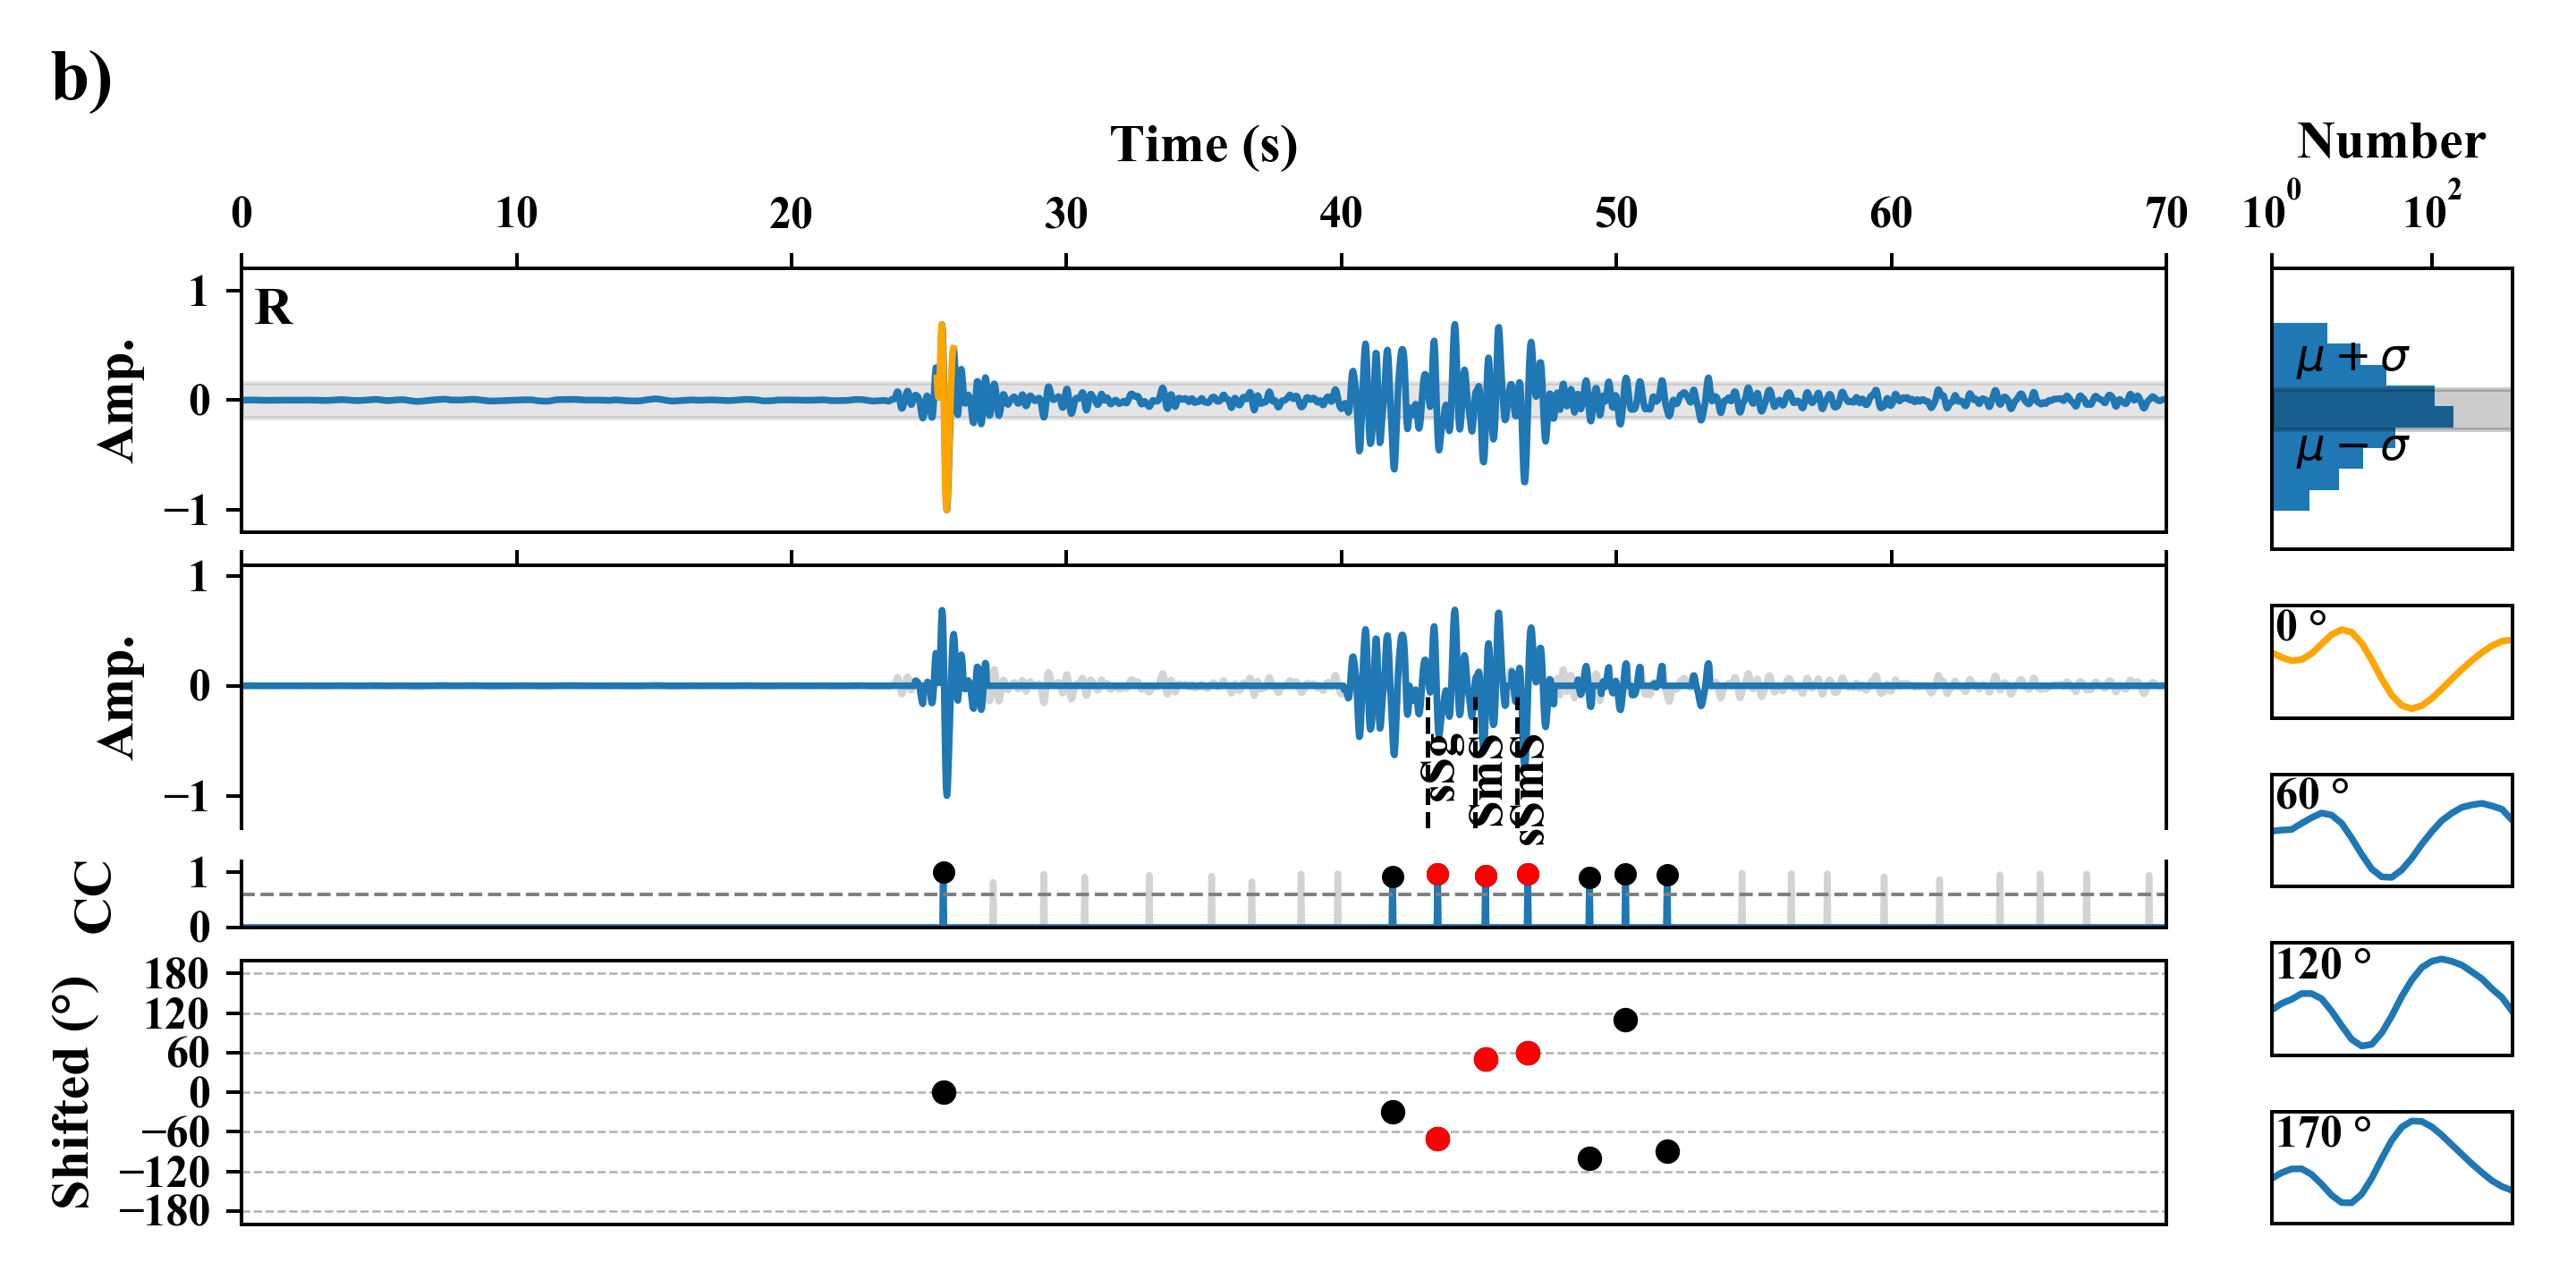 b)
Time (s)
Number
0 10 20 30 40 50 60 70
10^0 10^2
R
1
0
−1
Amp.
μ + σ
μ − σ
1
0
−1
Amp.
sSg
SmS
sSmS
0 °
60 °
1
0
CC
120 °
180
120
60
0
−60
−120
−180
Shifted (°)
170 °